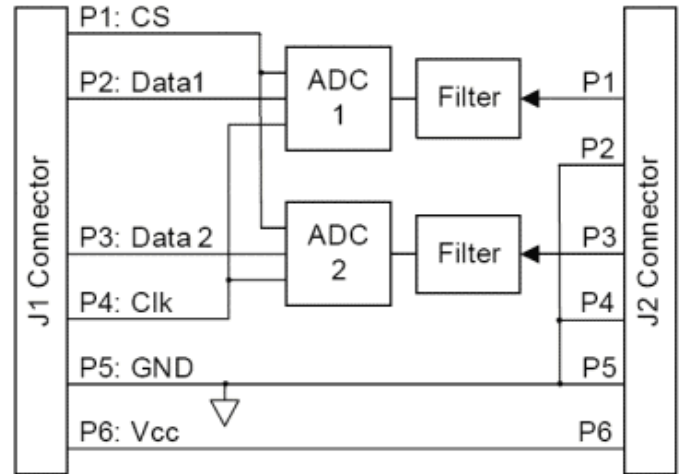 P1: CS
P2: Data1
P3: Data 2
P4: Clk
P5: GND
P6: Vcc
J1 Connector
ADC
1
Filter
ADC
2
Filter
P1
P2
P3
P4
P5
P6
J2 Connector